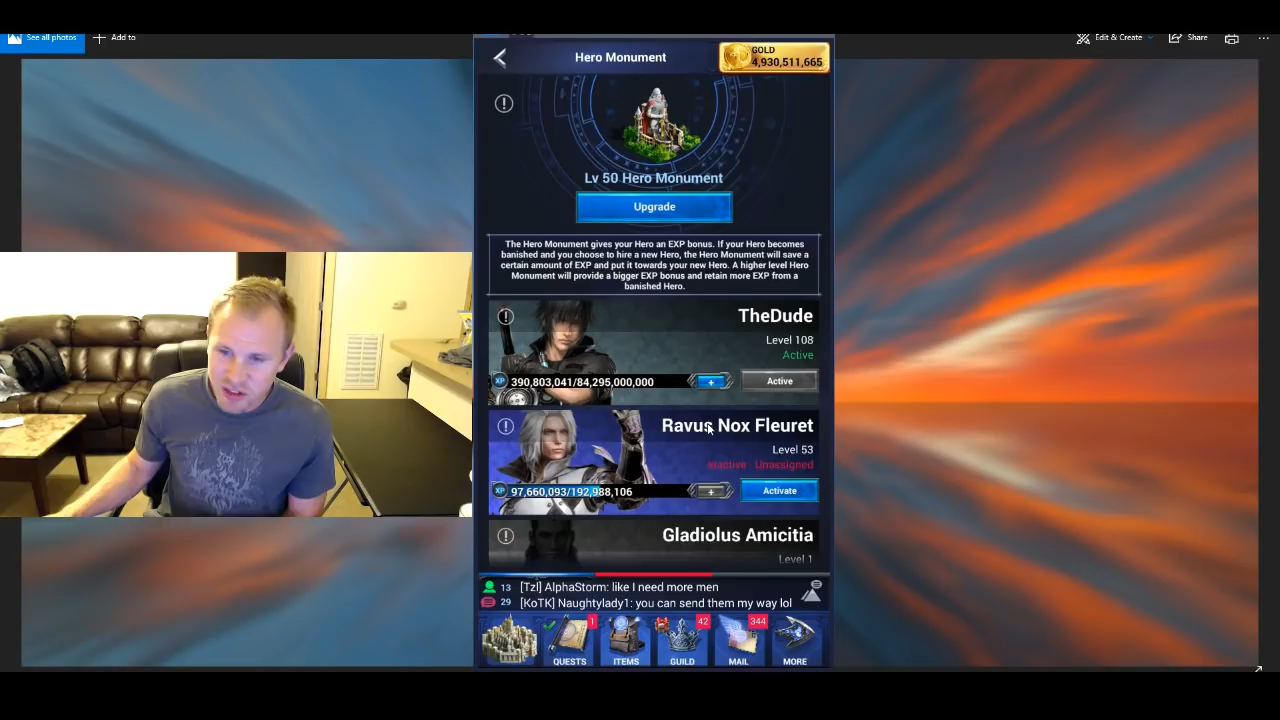 See all photos
Add to
Edit & Create
Share
Hero Monument
GOLD
4,930,511,665
Lv 50 Hero Monument
Upgrade
The Hero Monument gives your Hero an EXP bonus. If your Hero becomes
banished and you choose to hire a new Hero, the Hero Monument will save a
certain amount of EXP and put it towards your new Hero. A higher level Hero
Monument will provide a bigger EXP bonus and retain more EXP from a
banished Hero.
TheDude
Level 108
Active
XP 390,803,041/84,295,000,000
+
Active
Ravus Nox Fleuret
Level 53
Inactive Unassigned
XP 97,660,093/192,988,106
+
Activate
Gladiolus Amicitia
Level 1
13 [Tzl] AlphaStorm: like I need more men
29 [KoTK] Naughtylady1: you can send them my way lol
1
42
344
QUESTS
ITEMS
GUILD
MAIL
MORE